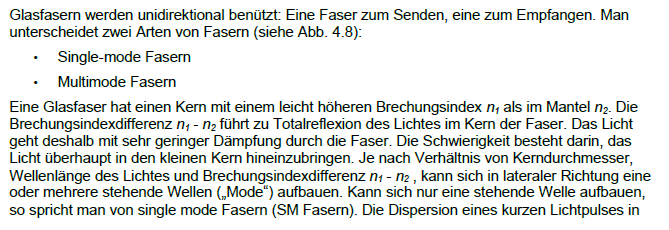 Glasfasern werden unidirektional benützt: Eine Faser zum Senden, eine zum Empfangen. Man
unterscheidet zwei Arten von Fasern (siehe Abb. 4.8):
• Single-mode Fasern
• Multimode Fasern
Eine Glasfaser hat einen Kern mit einem leicht höheren Brechungsindex n1 als im Mantel n2. Die
Brechungsindexdifferenz n1 - n2 führt zu Totalreflexion des Lichtes im Kern der Faser. Das Licht
geht deshalb mit sehr geringer Dämpfung durch die Faser. Die Schwierigkeit besteht darin, das
Licht überhaupt in den kleinen Kern hineinzubringen. Je nach Verhältnis von Kerndurchmesser,
Wellenlänge des Lichtes und Brechungsindexdifferenz n1 - n2 , kann sich in lateraler Richtung eine
oder mehrere stehende Wellen („Mode“) aufbauen. Kann sich nur eine stehende Welle aufbauen,
so spricht man von single mode Fasern (SM Fasern). Die Dispersion eines kurzen Lichtpulses in